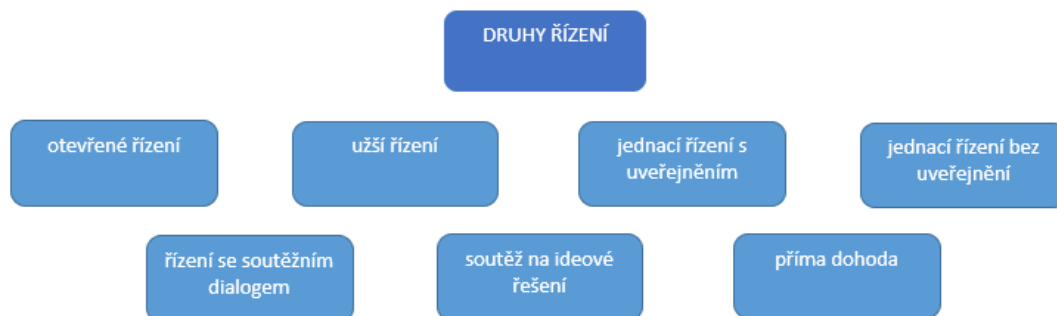 DRUHY ŘÍZENÍ
otevřené řízení
užší řízení
jednací řízení s
uveřejněním
jednací řízení bez
uveřejnění
řízení se soutěžním
dialogem
soutěž na ideové
řešení
příma dohoda